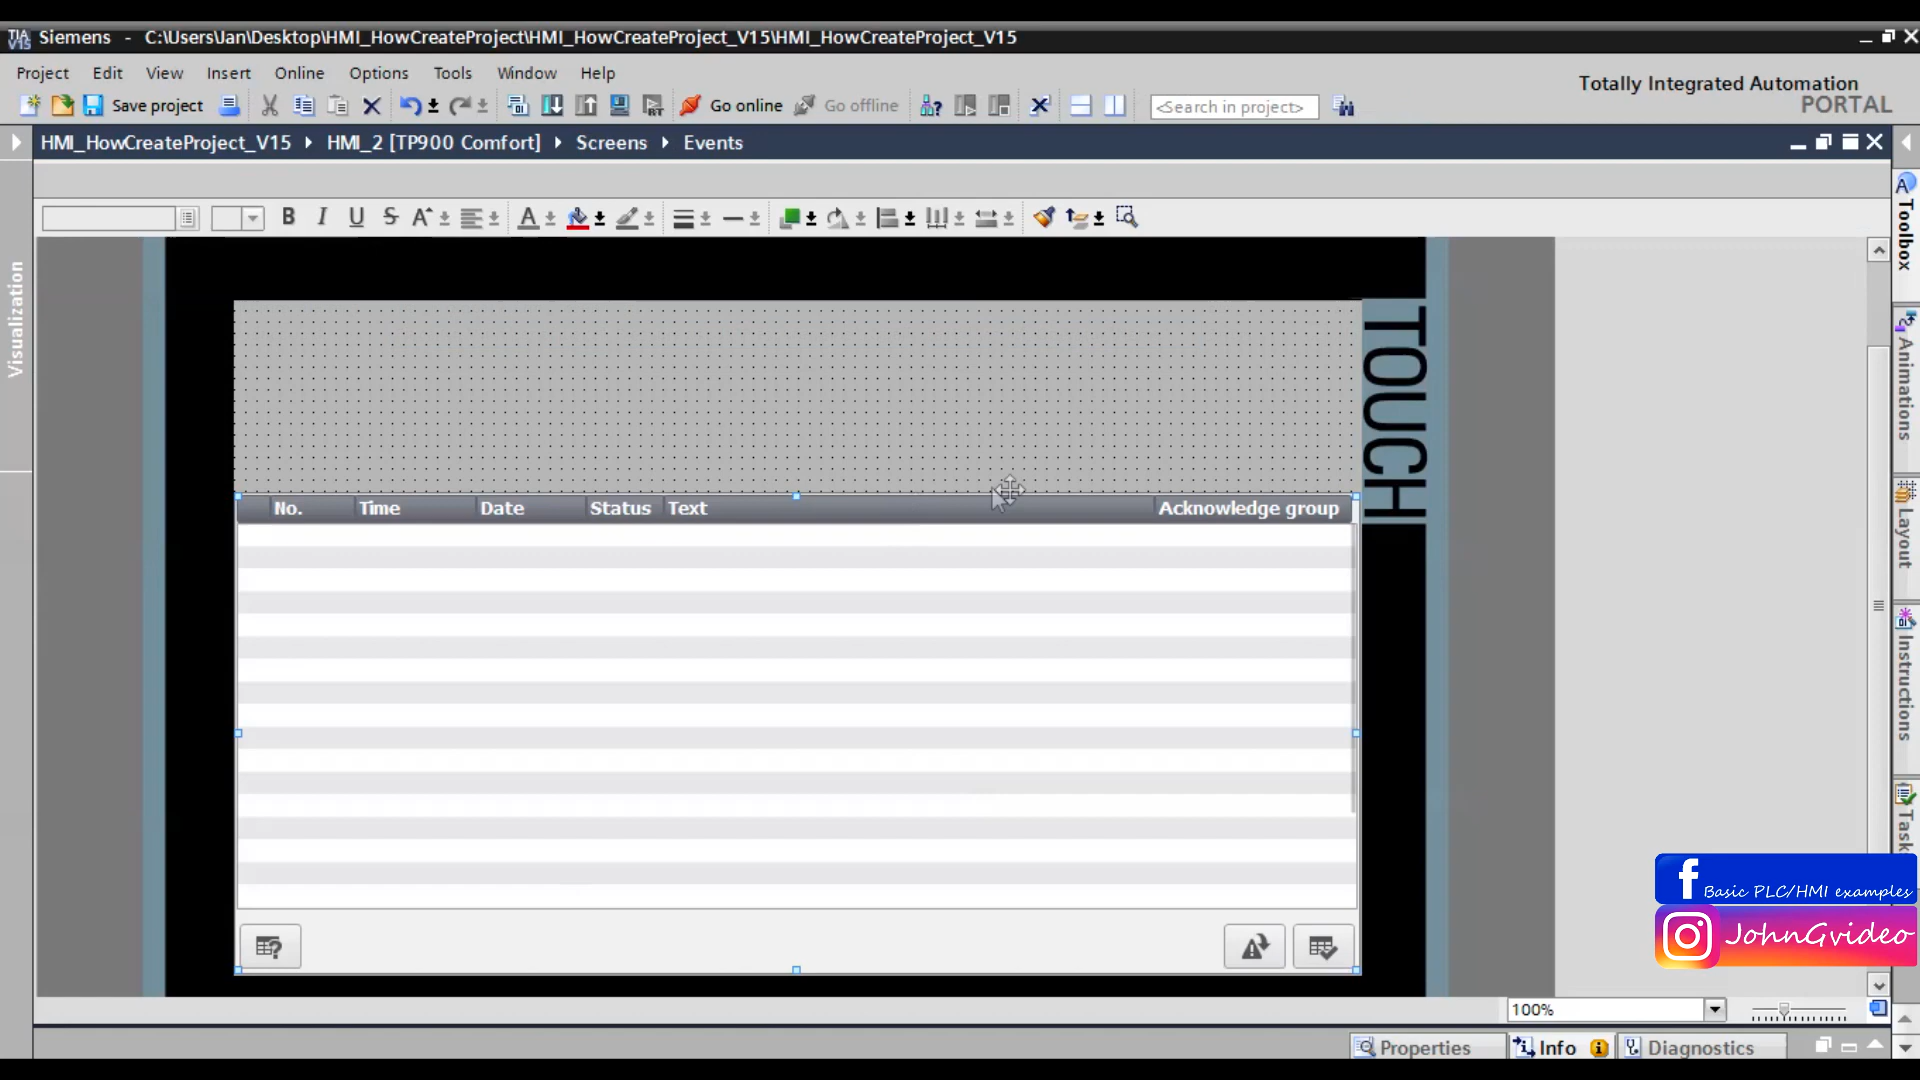 TIA V15 Siemens - C:\Users\Jan\Desktop\HMI_HowCreateProject\HMI_HowCreateProject_V15\HMI_HowCreateProject_V15
Project Edit View Insert Online Options Tools Window Help
Totally Integrated Automation
PORTAL
Save project Go online Go offline <Search in project>
HMI_HowCreateProject_V15 HMI_2 [TP900 Comfort] Screens Events
B I U S A A
Visualization
TOUCH
No. Time Date Status Text Acknowledge group
Toolbox
Animations
Layout
Instructions
Task
f Basic PLC/HMI examples
JohnGvideo
100%
Properties Info Diagnostics